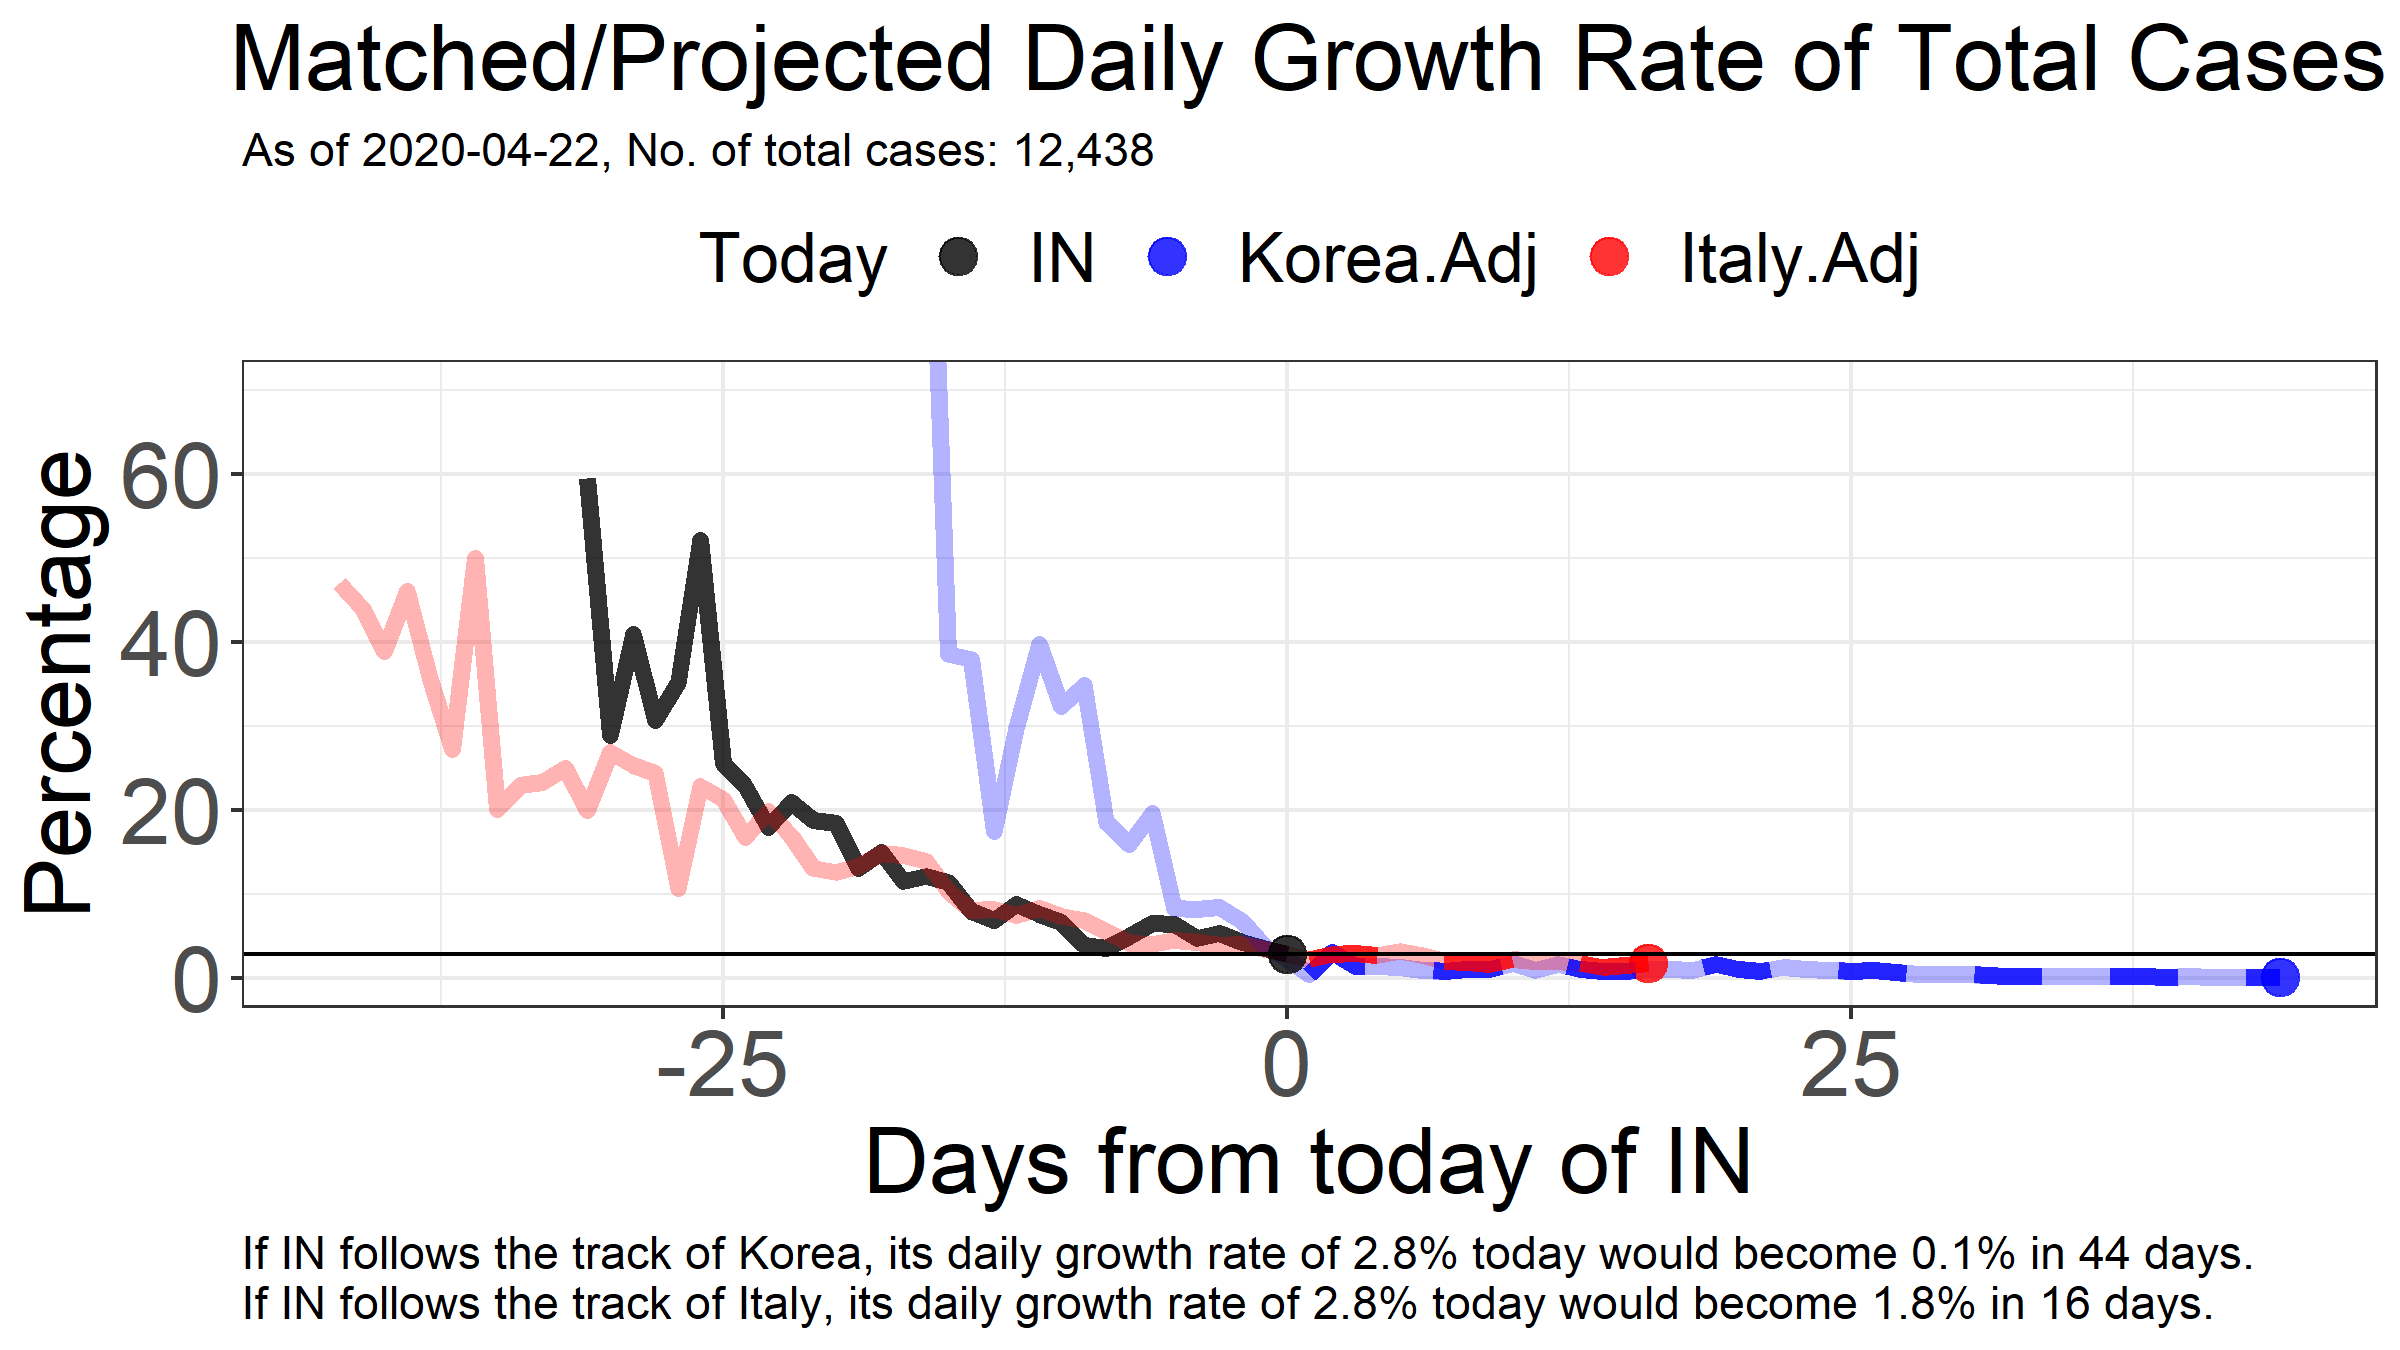 Matched/Projected Daily Growth Rate of Total Cases
As of 2020-04-22, No. of total cases: 12,438
Today IN Korea.Adj Italy.Adj
Percentage
60
40
20
0
-25 0 25
Days from today of IN
If IN follows the track of Korea, its daily growth rate of 2.8% today would become 0.1% in 44 days.
If IN follows the track of Italy, its daily growth rate of 2.8% today would become 1.8% in 16 days.